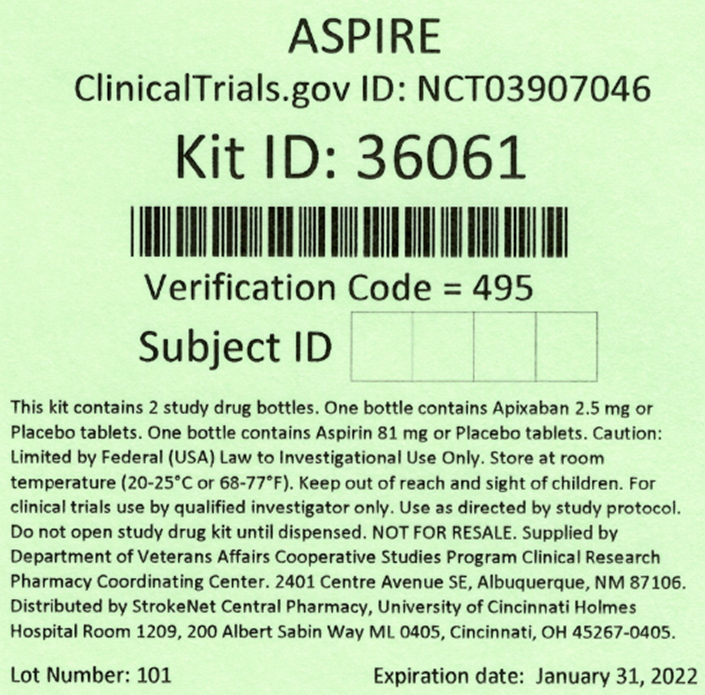 ASPIRE
ClinicalTrials.gov ID: NCT03907046
Kit ID: 36061
Verification Code = 495
Subject ID
This kit contains 2 study drug bottles. One bottle contains Apixaban 2.5 mg or
Placebo tablets. One bottle contains Aspirin 81 mg or Placebo tablets. Caution:
Limited by Federal (USA) Law to Investigational Use Only. Store at room
temperature (20-25°C or 68-77°F). Keep out of reach and sight of children. For
clinical trials use by qualified investigator only. Use as directed by study protocol.
Do not open study drug kit until dispensed. NOT FOR RESALE. Supplied by
Department of Veterans Affairs Cooperative Studies Program Clinical Research
Pharmacy Coordinating Center. 2401 Centre Avenue SE, Albuquerque, NM 87106.
Distributed by StrokeNet Central Pharmacy, University of Cincinnati Holmes
Hospital Room 1209, 200 Albert Sabin Way ML 0405, Cincinnati, OH 45267-0405.
Lot Number: 101 Expiration date: January 31, 2022